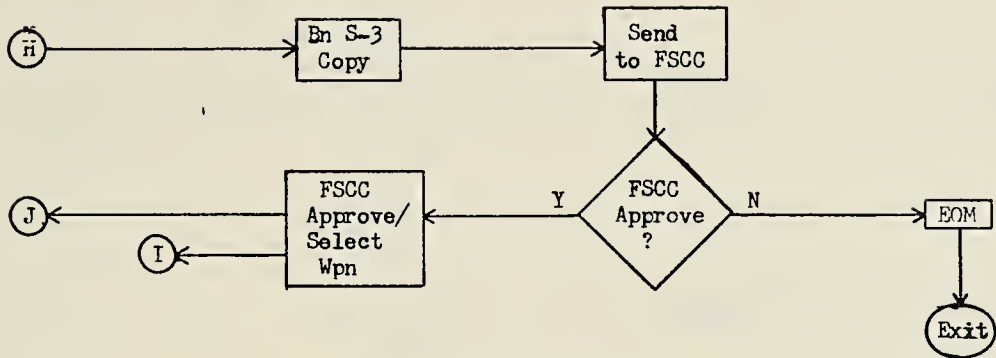 H
Bn S-3
Copy
Send
to FSCC
FSCC
Approve
?
Y
N
FSCC
Approve/
Select
Wpn
J
I
EOM
Exit